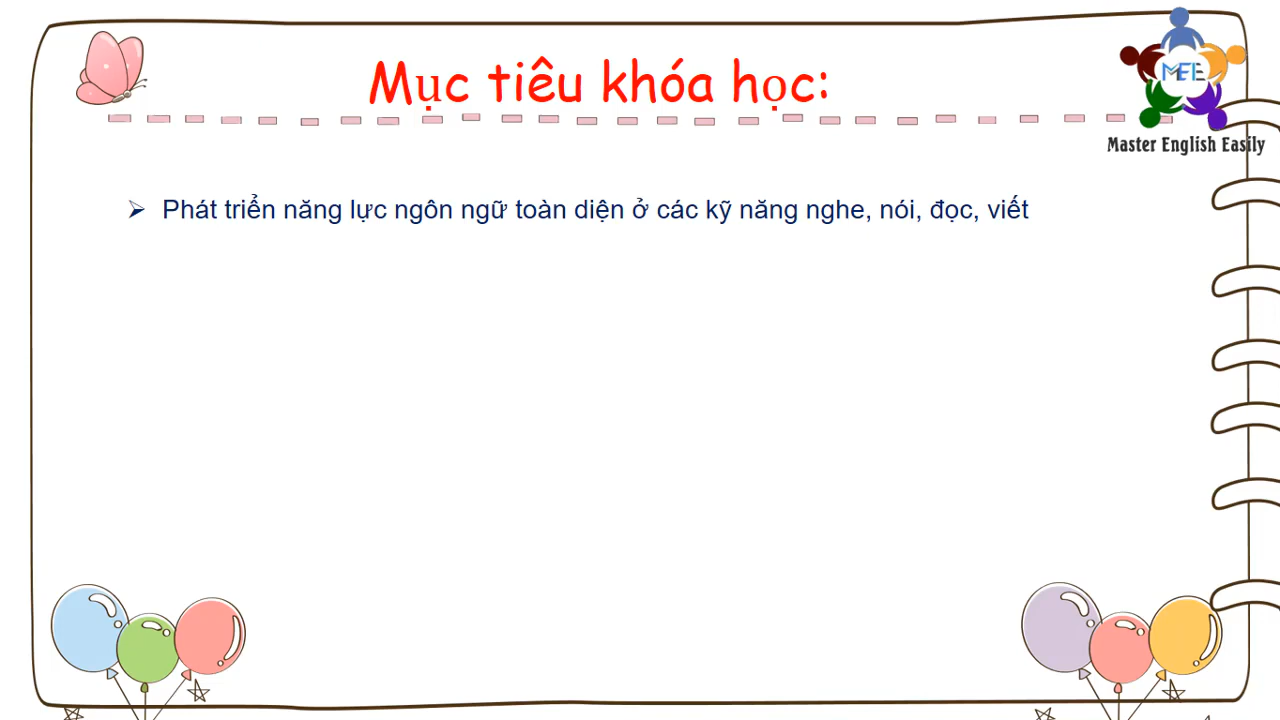 Mục tiêu khóa học:
MEE
Master English Easily
Phát triển năng lực ngôn ngữ toàn diện ở các kỹ năng nghe, nói, đọc, viết